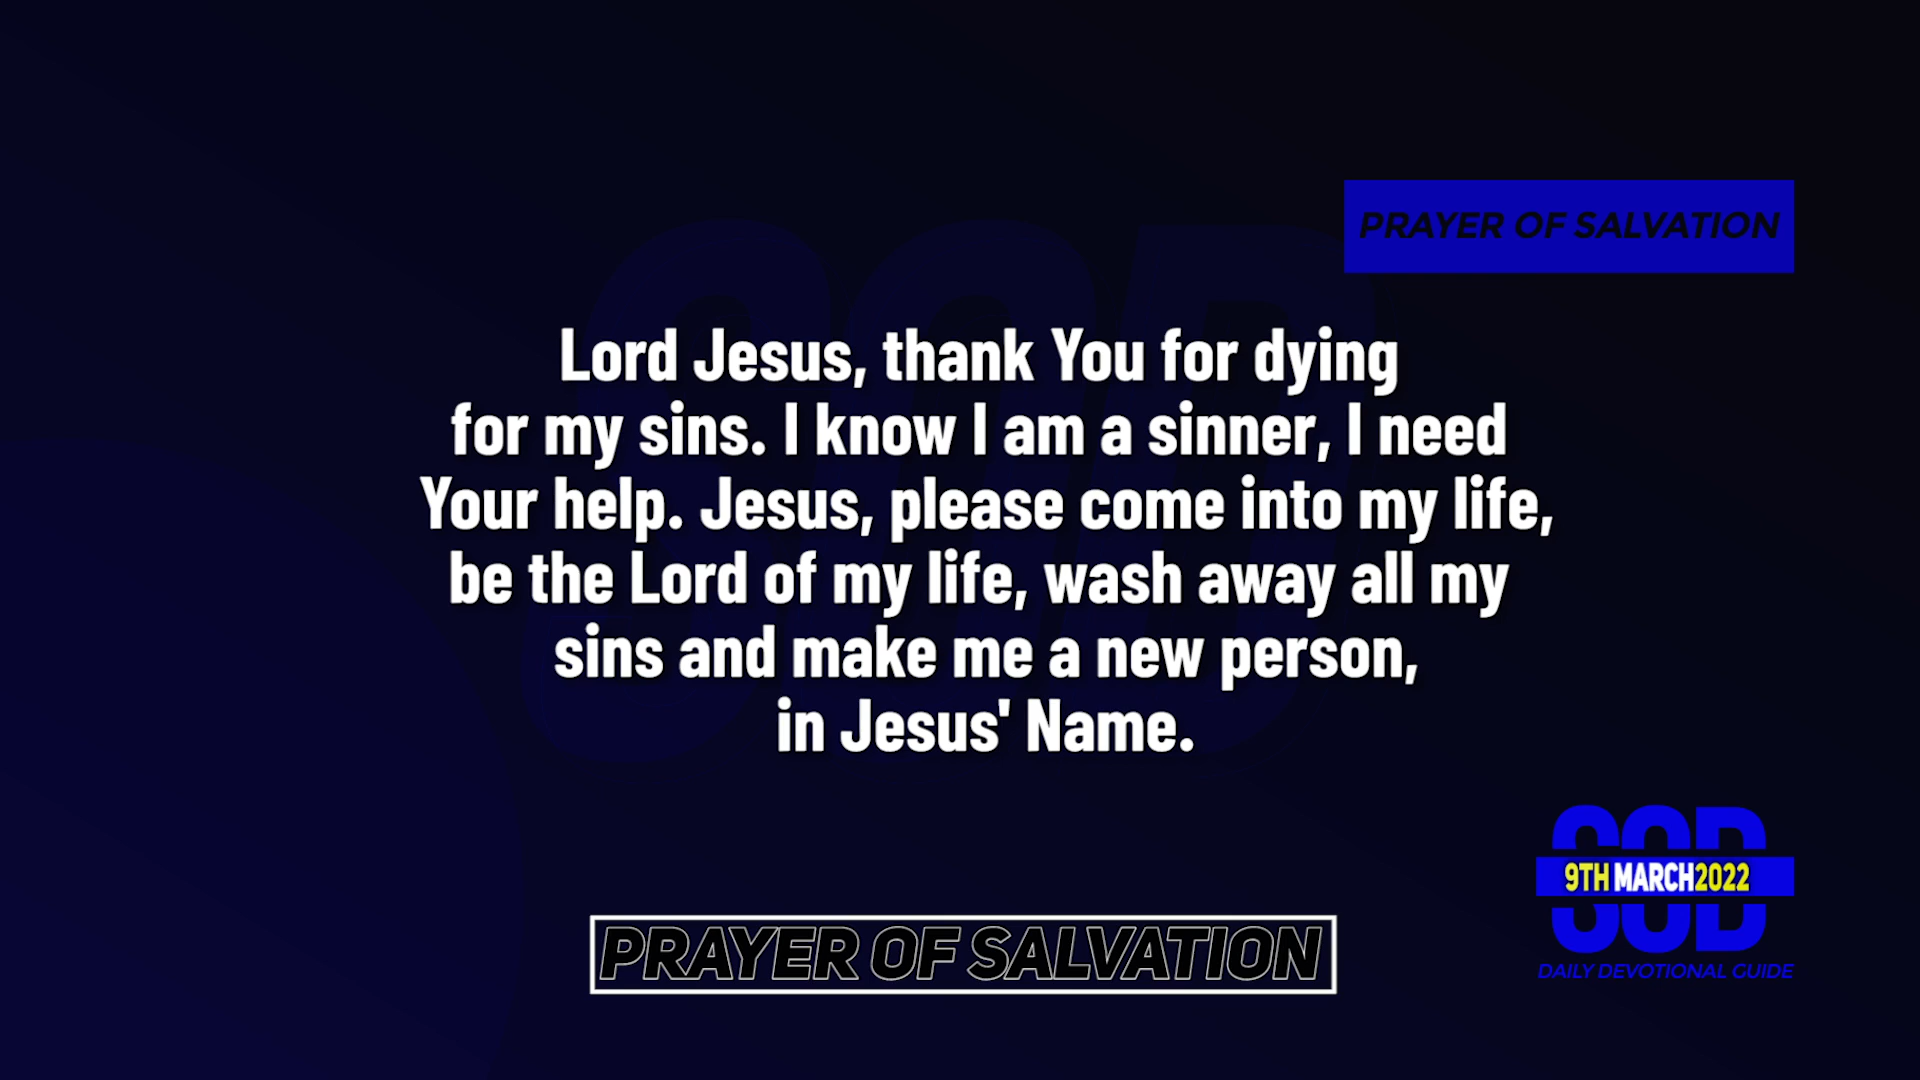 PRAYER OF SALVATION
Lord Jesus, thank You for dying
for my sins. I know I am a sinner, I need
Your help. Jesus, please come into my life,
be the Lord of my life, wash away all my
sins and make me a new person,
in Jesus' Name.
SOD
9TH MARCH2022
DAILY DEVOTIONAL GUIDE
PRAYER OF SALVATION